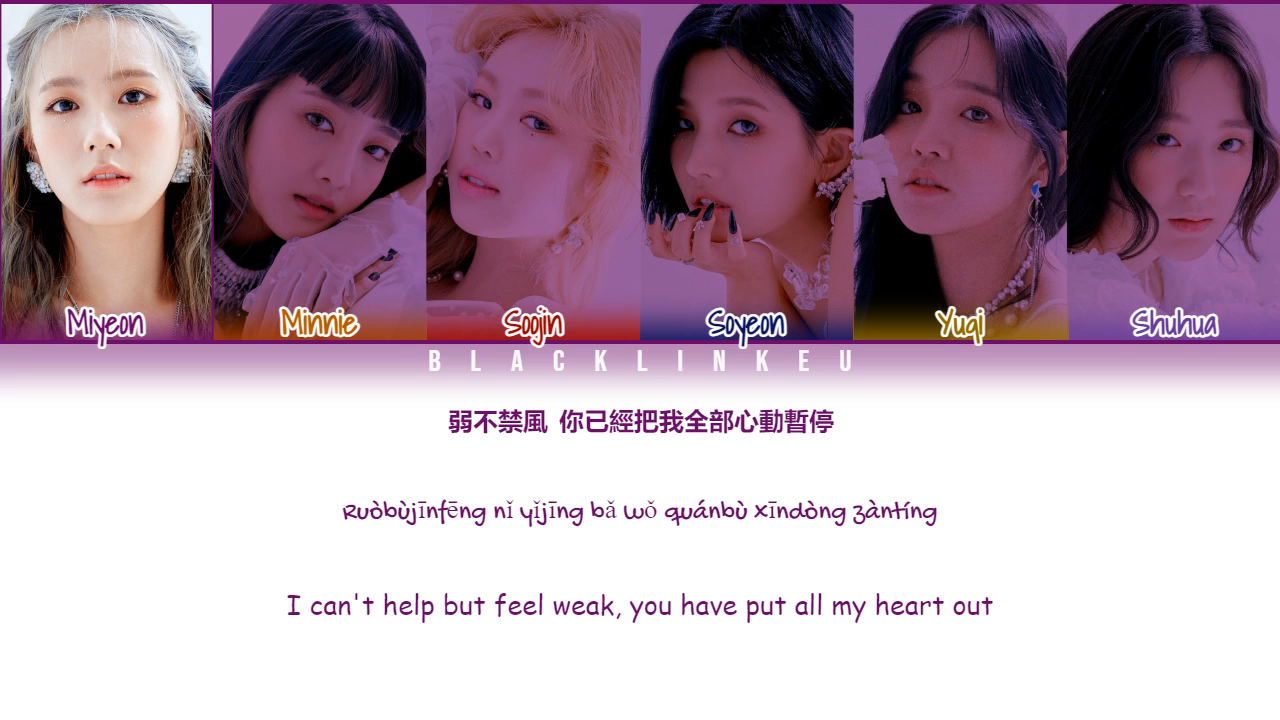 Miyeon Minnie Soojin Soyeon Yuqi Shuhua
BLACKLINKEU
弱不禁風 你已經把我全部心動暫停
Ruòbùjīnfēng nǐ yǐjīng bǎ wǒ quánbù xīndòng zàntíng
I can't help but feel weak, you have put all my heart out